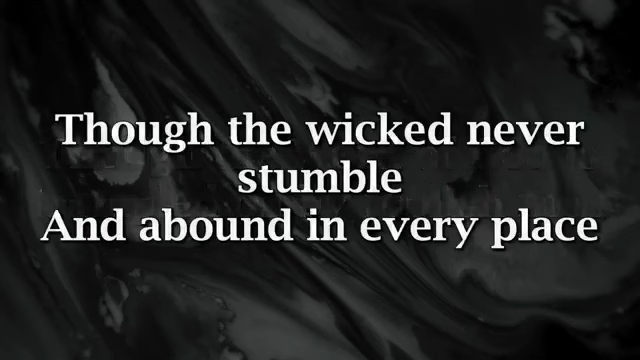 Though the wicked never
stumble
And abound in every place